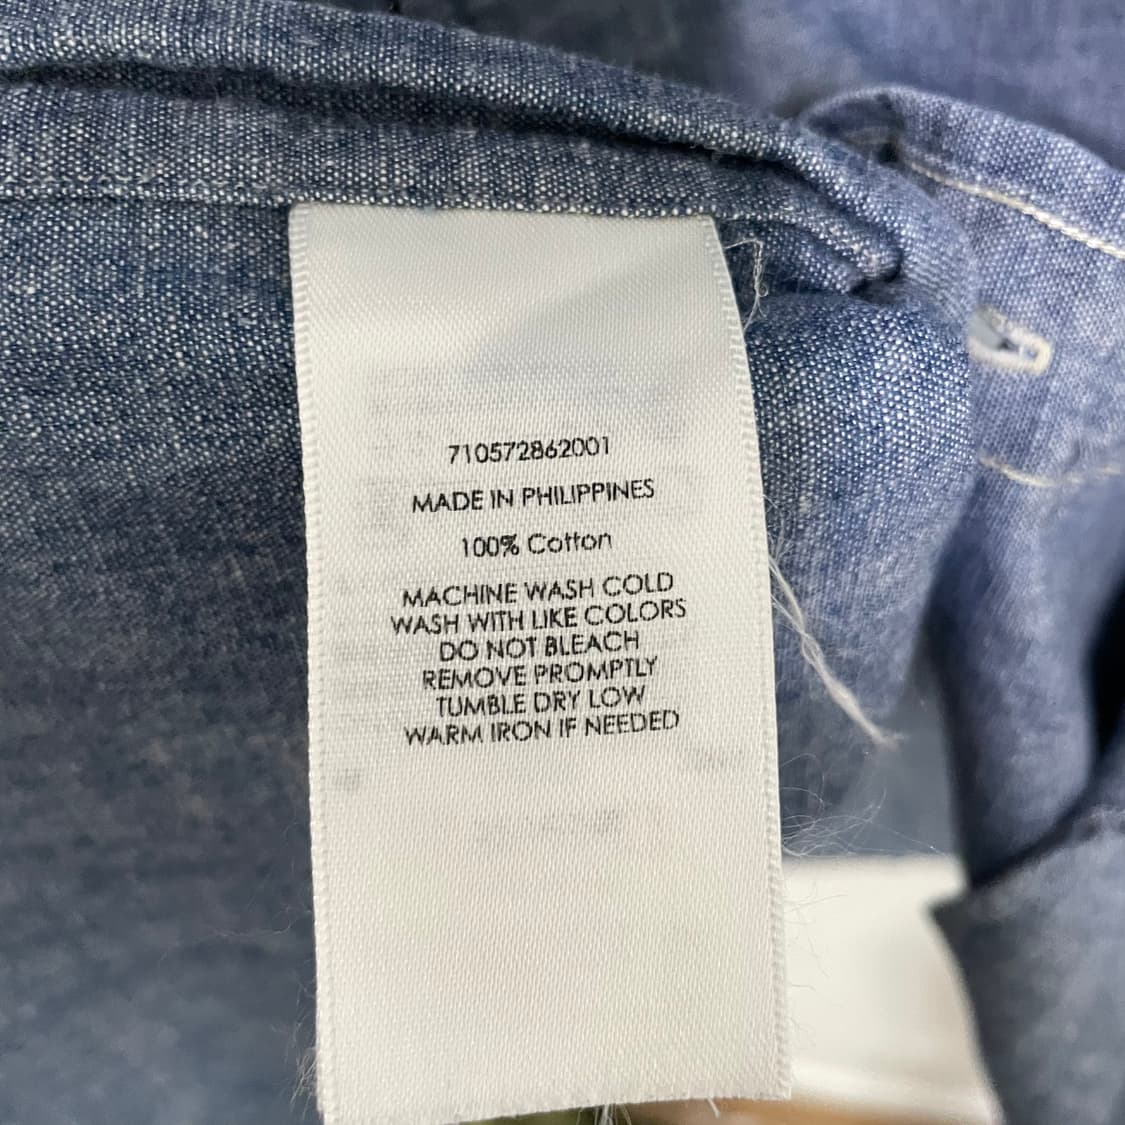 710572862001
MADE IN PHILIPPINES
100% Cotton
MACHINE WASH COLD
WASH WITH LIKE COLORS
DO NOT BLEACH
REMOVE PROMPTLY
TUMBLE DRY LOW
WARM IRON IF NEEDED